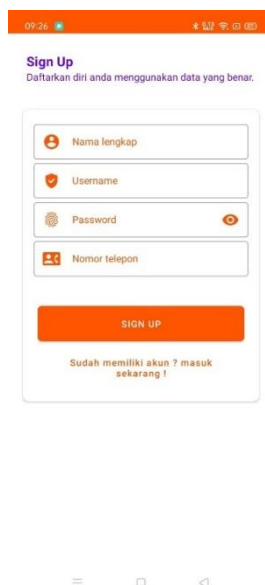 09:26
Sign Up
Daftarkan diri anda menggunakan data yang benar.
Nama lengkap
Username
Password
Nomor telepon
SIGN UP
Sudah memiliki akun ? masuk
sekarang !